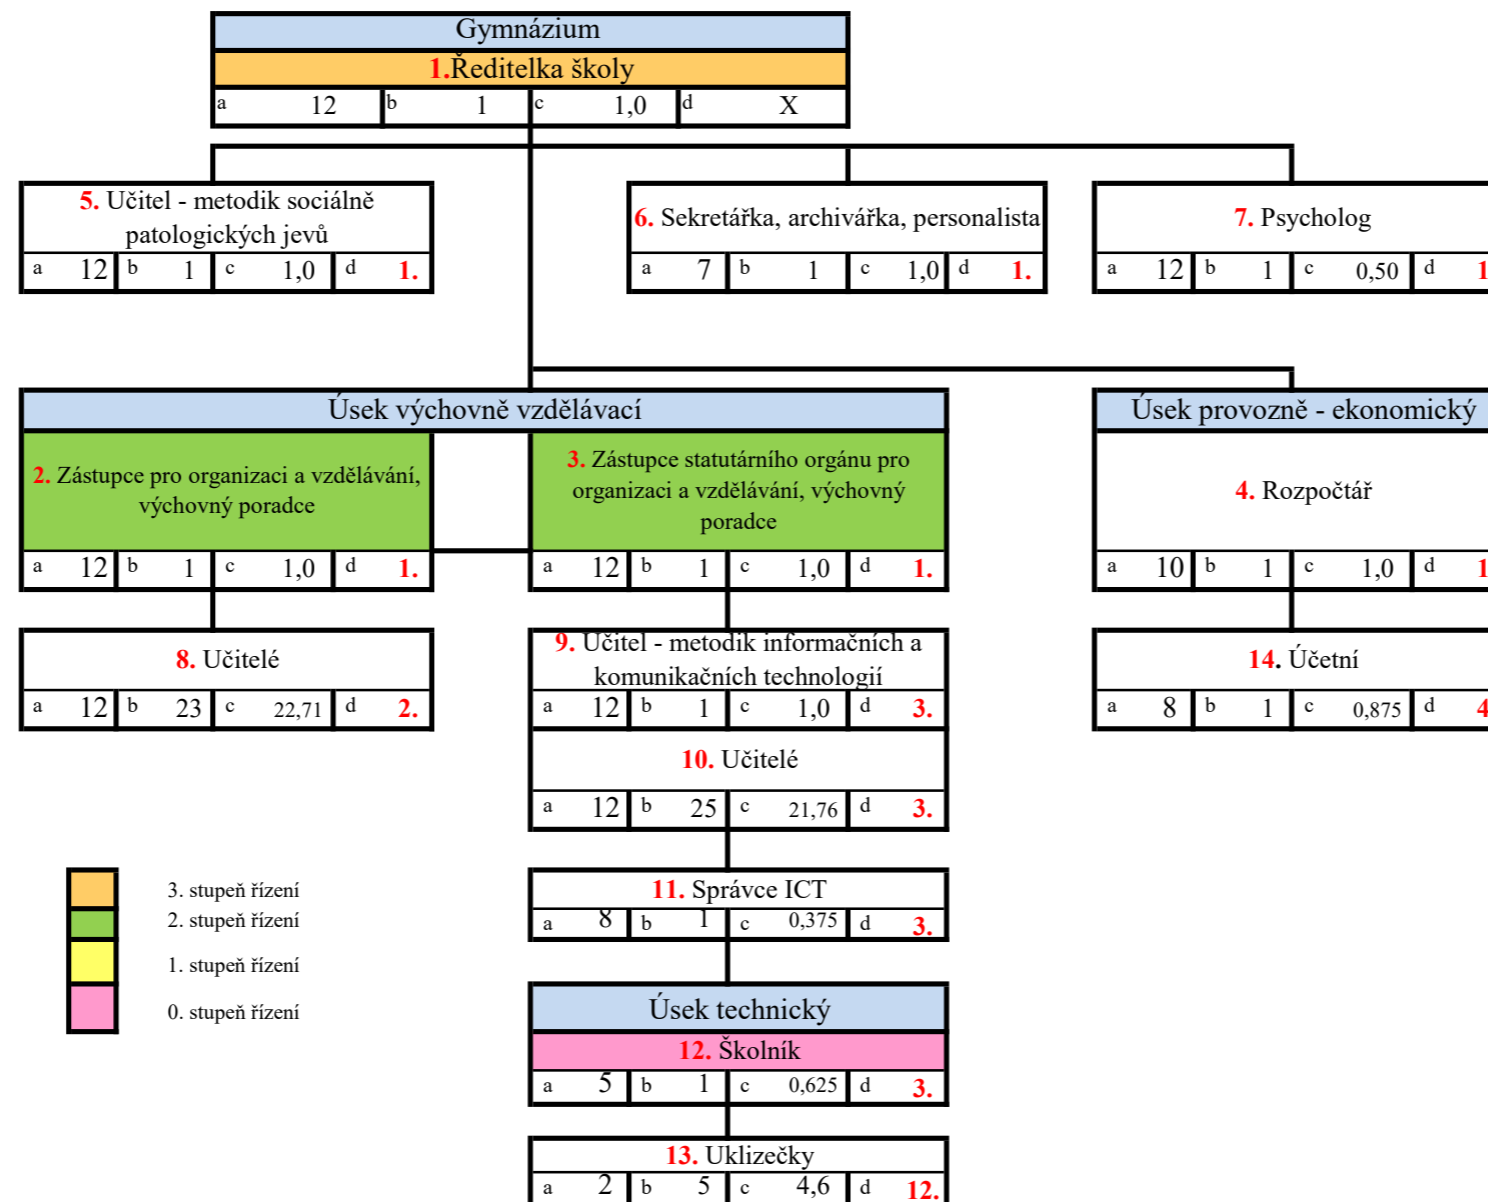 Gymnázium
1.Ředitelka školy
a 12 b 1 c 1,0 d X
5. Učitel - metodik sociálně
patologických jevů
a 12 b 1 c 1,0 d 1.
6. Sekretářka, archivářka, personalista
a 7 b 1 c 1,0 d 1.
7. Psycholog
a 12 b 1 c 0,50 d 1
Úsek výchovně vzdělávací
2. Zástupce pro organizaci a vzdělávání,
výchovný poradce
a 12 b 1 c 1,0 d 1.
3. Zástupce statutárního orgánu pro
organizaci a vzdělávání, výchovný
poradce
a 12 b 1 c 1,0 d 1.
Úsek provozně - ekonomický
4. Rozpočtář
a 10 b 1 c 1,0 d 1
8. Učitelé
a 12 b 23 c 22,71 d 2.
9. Učitel - metodik informačních a
komunikačních technologií
a 12 b 1 c 1,0 d 3.
14. Účetní
a 8 b 1 c 0,875 d 4
10. Učitelé
a 12 b 25 c 21,76 d 3.
11. Správce ICT
a 8 b 1 c 0,375 d 3.
3. stupeň řízení
2. stupeň řízení
1. stupeň řízení
0. stupeň řízení
Úsek technický
12. Školník
a 5 b 1 c 0,625 d 3.
13. Uklizečky
a 2 b 5 c 4,6 d 12.